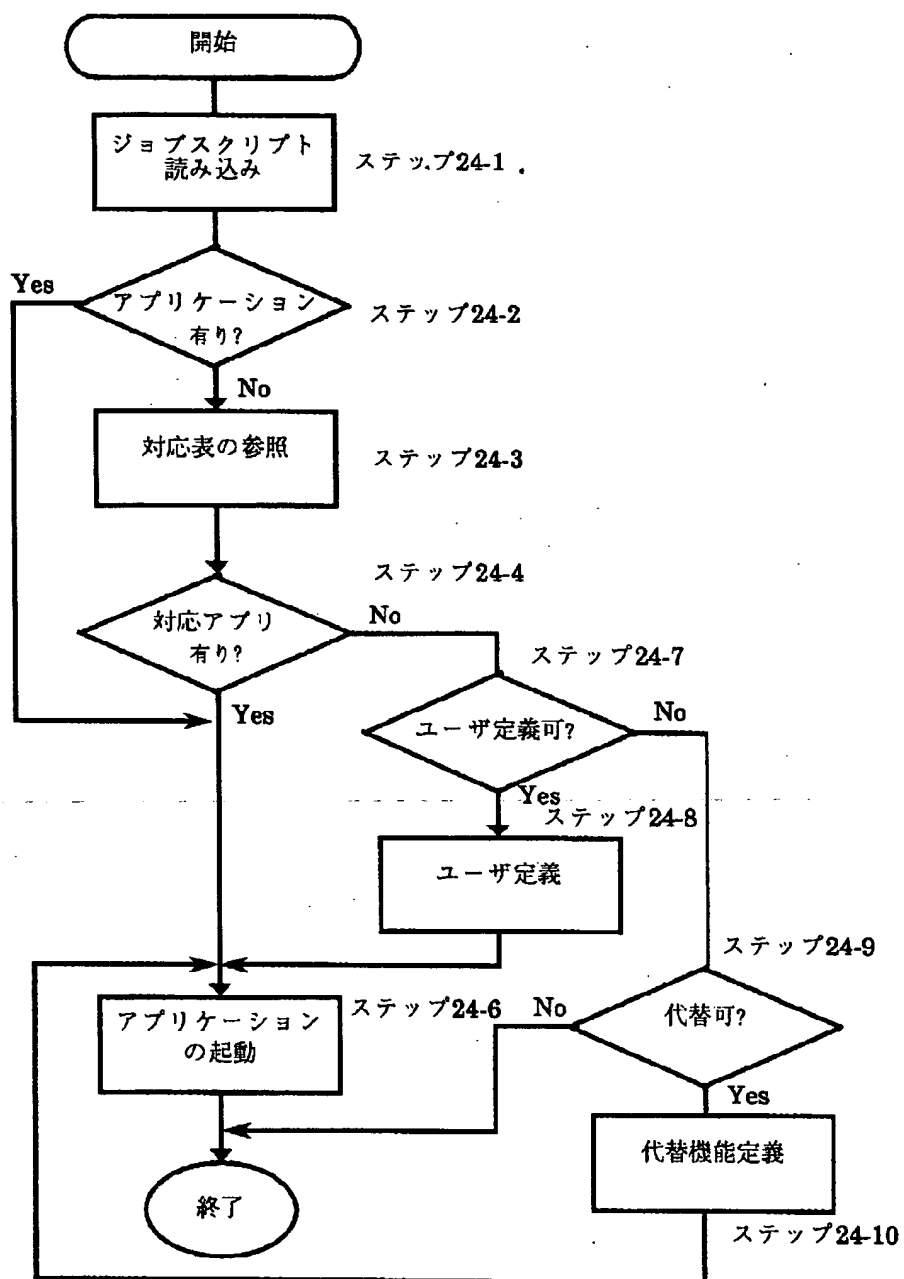 開始
ジョブスクリプト
読み込み
ステップ24-1
Yes
アプリケーション
有り?
ステップ24-2
No
対応表の参照
ステップ24-3
ステップ24-4
対応アプリ
有り?
No
Yes
ステップ24-7
ユーザ定義可?
No
Yes
ステップ24-8
ユーザ定義
ステップ24-9
アプリケーション
の起動
ステップ24-6
No
代替可?
Yes
代替機能定義
終了
ステップ24-10